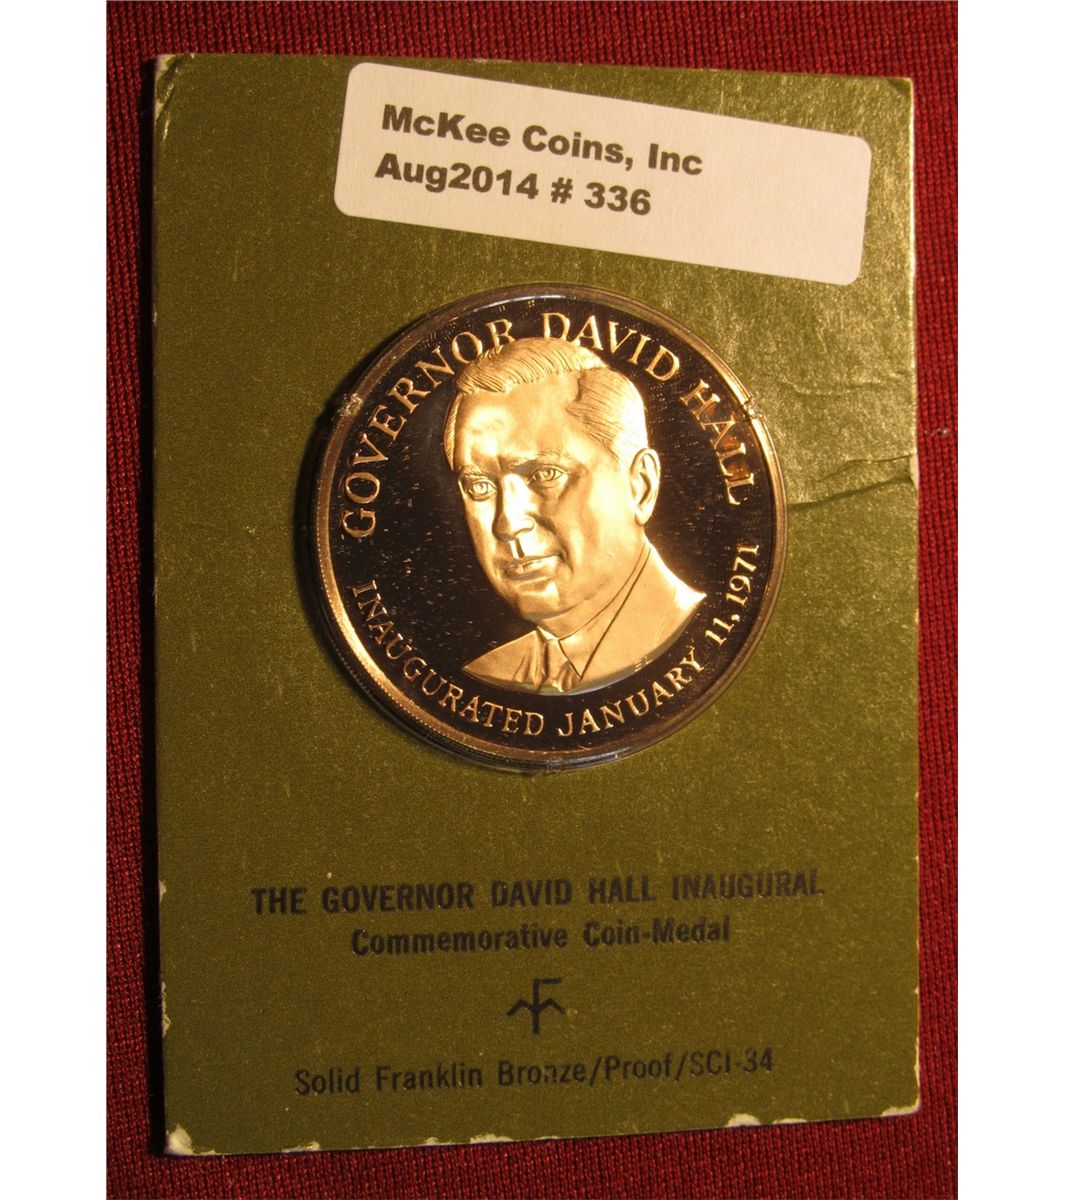 McKee Coins, Inc
Aug2014 # 336
GOVERNOR DAVID HALL
INAUGURATED JANUARY 11, 1971
THE GOVERNOR DAVID HALL INAUGURAL
Commemorative Coin-Medal
Solid Franklin Bronze/Proof/SCI-34